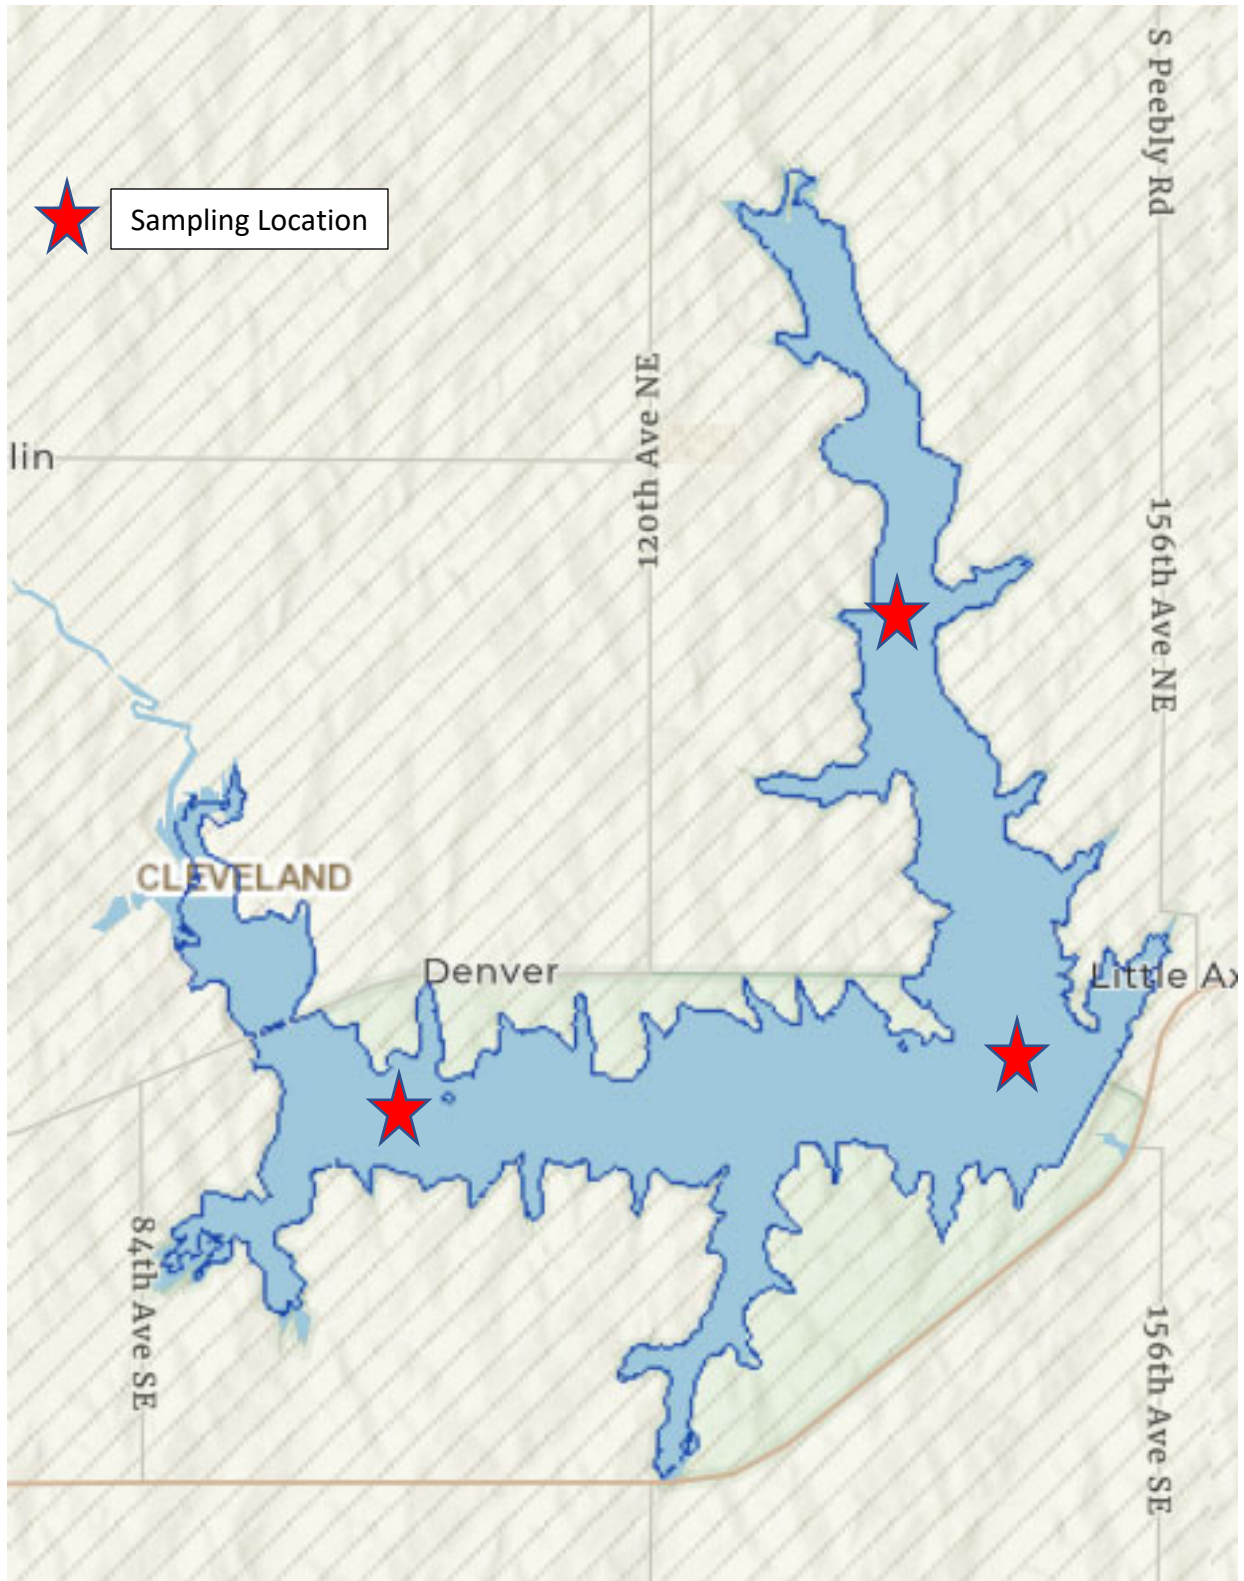 S Peebly Rd
Sampling Location
120th Ave NE
lin
156th Ave NE
CLEVELAND
Denver
Little Ax
84th Ave SE
156th Ave SE